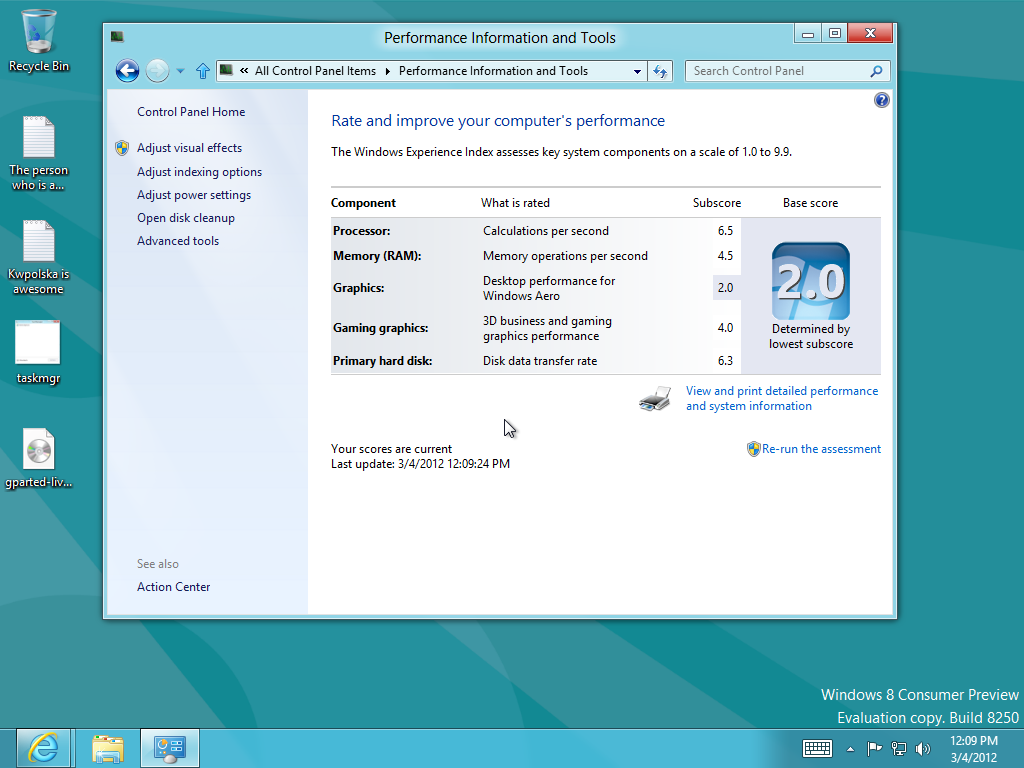 Recycle Bin
The person
who is a...
Kwpolska is
awesome
taskmgr
gparted-liv...
Performance Information and Tools
« All Control Panel Items Performance Information and Tools
Search Control Panel
Control Panel Home
Adjust visual effects
Adjust indexing options
Adjust power settings
Open disk cleanup
Advanced tools
See also
Action Center
?
Rate and improve your computer's performance
The Windows Experience Index assesses key system components on a scale of 1.0 to 9.9.
Component What is rated Subscore Base score
Processor: Calculations per second 6.5
Memory (RAM): Memory operations per second 4.5
Graphics: Desktop performance for
Windows Aero 2.0
Gaming graphics: 3D business and gaming
graphics performance 4.0
Primary hard disk: Disk data transfer rate 6.3
2.0
Determined by
lowest subscore
View and print detailed performance
and system information
Your scores are current
Last update: 3/4/2012 12:09:24 PM
Re-run the assessment
Windows 8 Consumer Preview
Evaluation copy. Build 8250
12:09 PM
3/4/2012